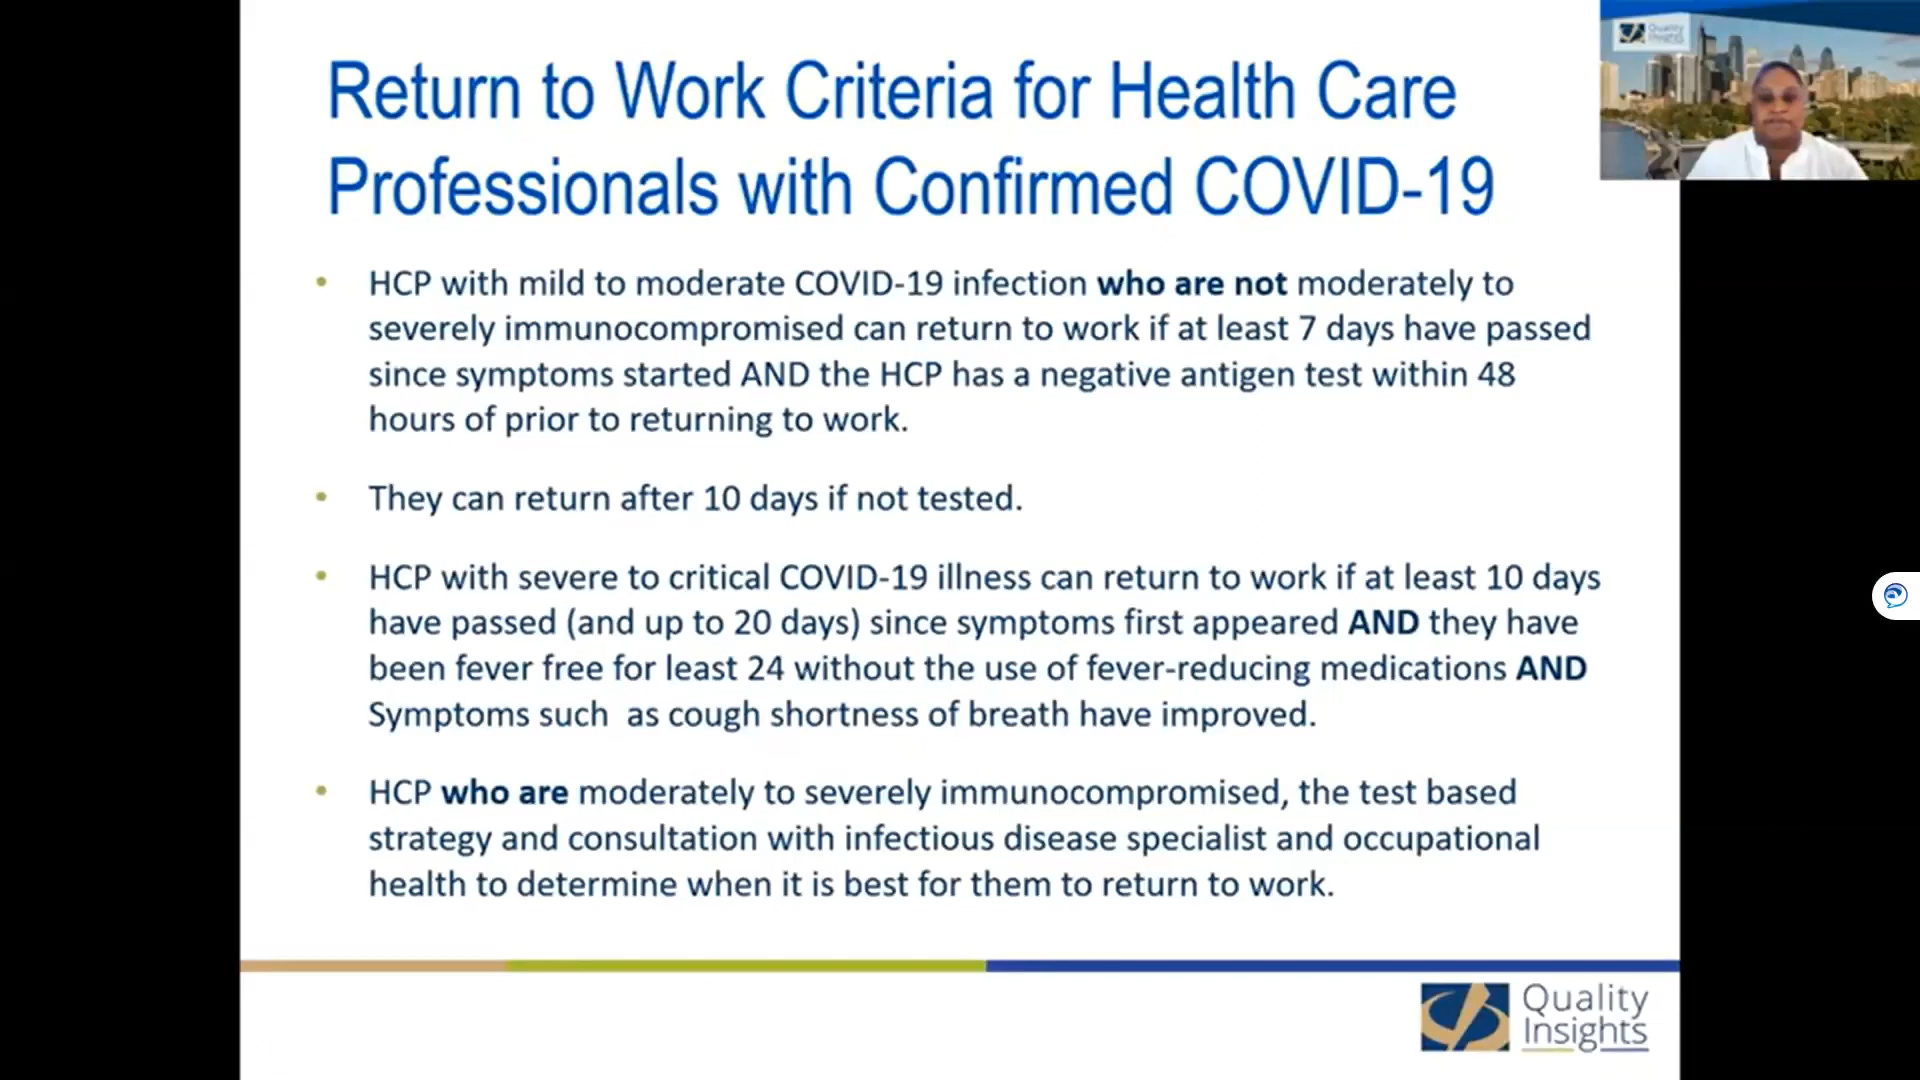 Return to Work Criteria for Health Care
Professionals with Confirmed COVID-19
Quality
Insights
• HCP with mild to moderate COVID-19 infection who are not moderately to
severely immunocompromised can return to work if at least 7 days have passed
since symptoms started AND the HCP has a negative antigen test within 48
hours of prior to returning to work.
• They can return after 10 days if not tested.
• HCP with severe to critical COVID-19 illness can return to work if at least 10 days
have passed (and up to 20 days) since symptoms first appeared AND they have
been fever free for least 24 without the use of fever-reducing medications AND
Symptoms such  as cough shortness of breath have improved.
• HCP who are moderately to severely immunocompromised, the test based
strategy and consultation with infectious disease specialist and occupational
health to determine when it is best for them to return to work.
Quality
Insights